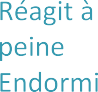 Réagit à
peine
Endormi